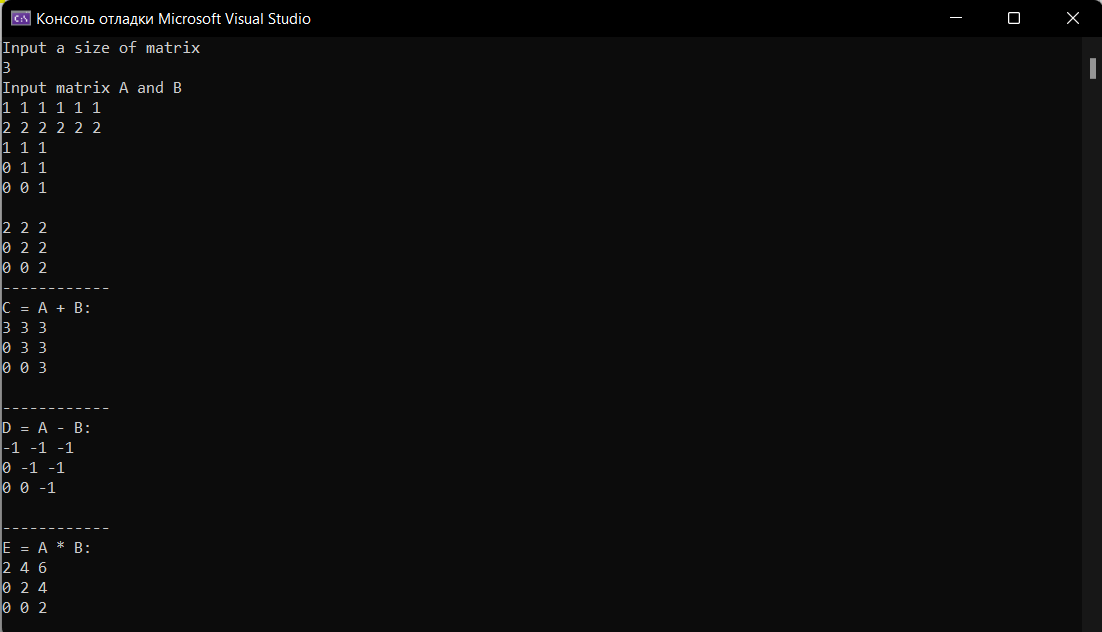 Консоль отладки Microsoft Visual Studio
Input a size of matrix
3
Input matrix A and B
1 1 1 1 1 1
2 2 2 2 2 2
1 1 1
0 1 1
0 0 1
2 2 2
0 2 2
0 0 2
------------
C = A + B:
3 3 3
0 3 3
0 0 3
------------
D = A - B:
-1 -1 -1
0 -1 -1
0 0 -1
------------
E = A * B:
2 4 6
0 2 4
0 0 2